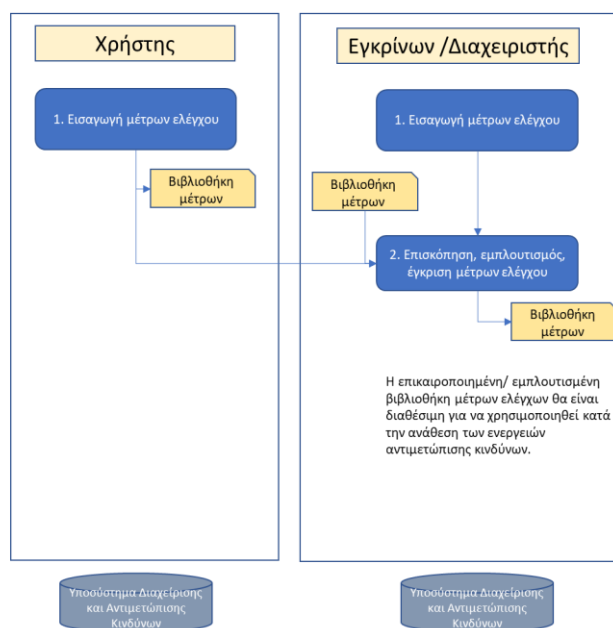 Χρήστης
1. Εισαγωγή μέτρων ελέγχου
Βιβλιοθήκη
μέτρων
Υποσύστημα Διαχείρισης
και Αντιμετώπισης
Κινδύνων
Εγκρίνων /Διαχειριστής
1. Εισαγωγή μέτρων ελέγχου
Βιβλιοθήκη
μέτρων
2. Επισκόπηση, εμπλουτισμός,
έγκριση μέτρων ελέγχου
Βιβλιοθήκη
μέτρων
Η επικαιροποιημένη/ εμπλουτισμένη
βιβλιοθήκη μέτρων ελέγχων θα είναι
διαθέσιμη για να χρησιμοποιηθεί κατά
την ανάθεση των ενεργειών
αντιμετώπισης κινδύνων.
Υποσύστημα Διαχείρισης
και Αντιμετώπισης
Κινδύνων